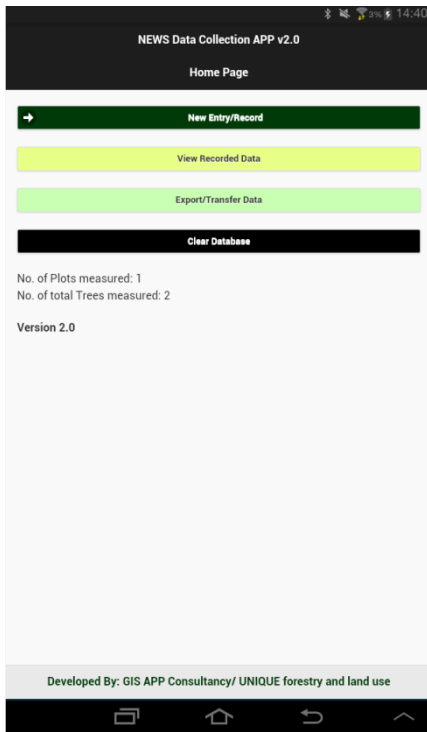 3% 14:40
NEWS Data Collection APP v2.0
Home Page
New Entry/Record
View Recorded Data
Export/Transfer Data
Clear Database
No. of Plots measured: 1
No. of total Trees measured: 2
Version 2.0
Developed By: GIS APP Consultancy/ UNIQUE forestry and land use